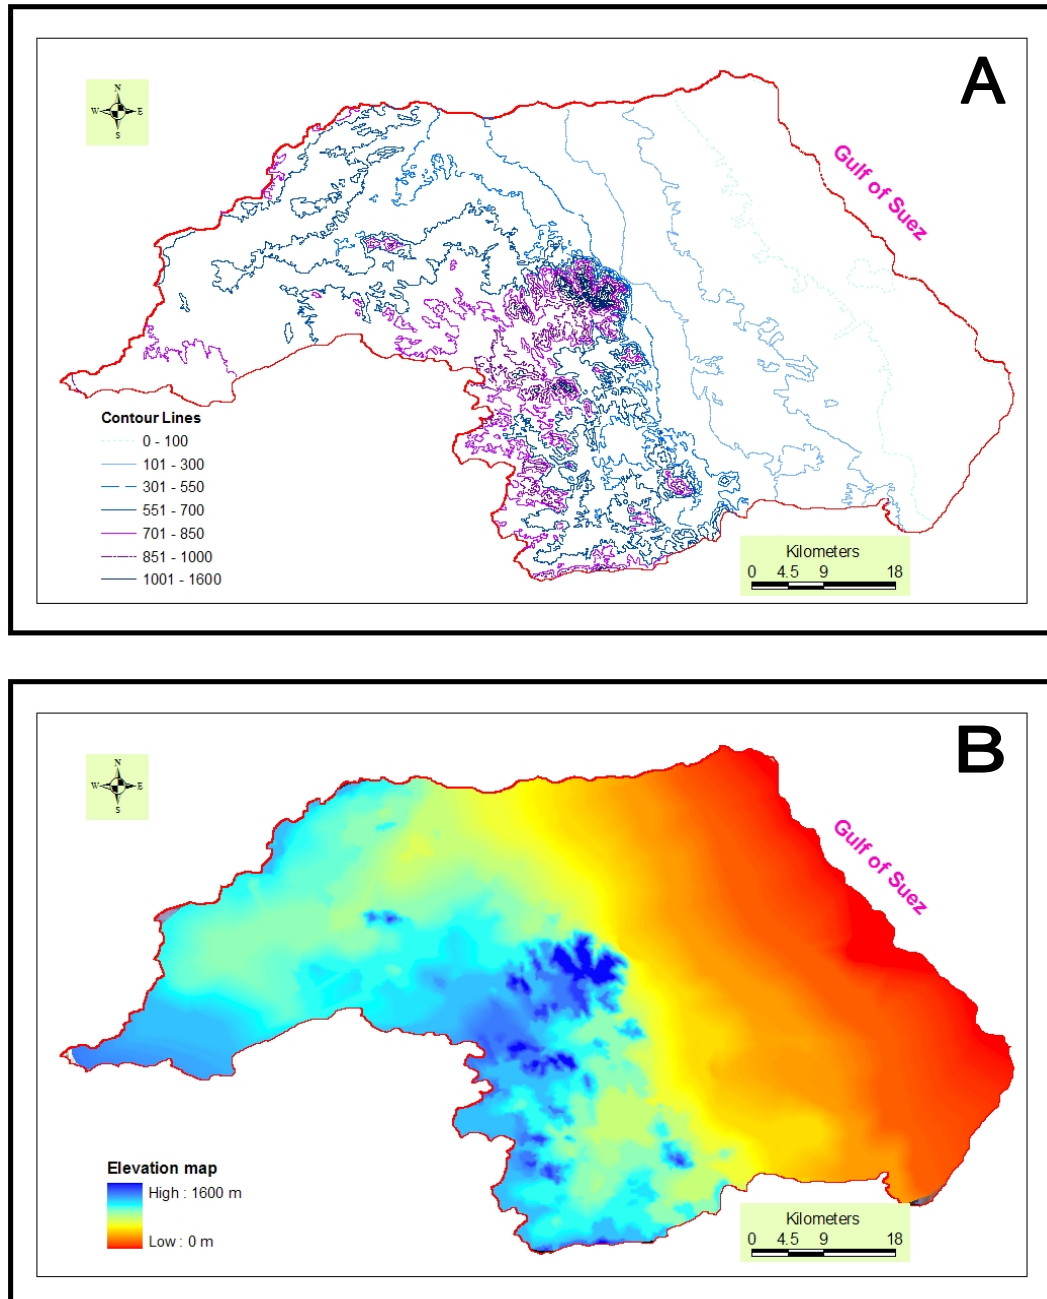 A
N
W E
S
Gulf of Suez
Contour Lines
0 - 100
101 - 300
301 - 550
551 - 700
701 - 850
851 - 1000
1001 - 1600
Kilometers
0 4.5 9 18
B
N
W E
S
Gulf of Suez
Elevation map
High : 1600 m
Low : 0 m
Kilometers
0 4.5 9 18